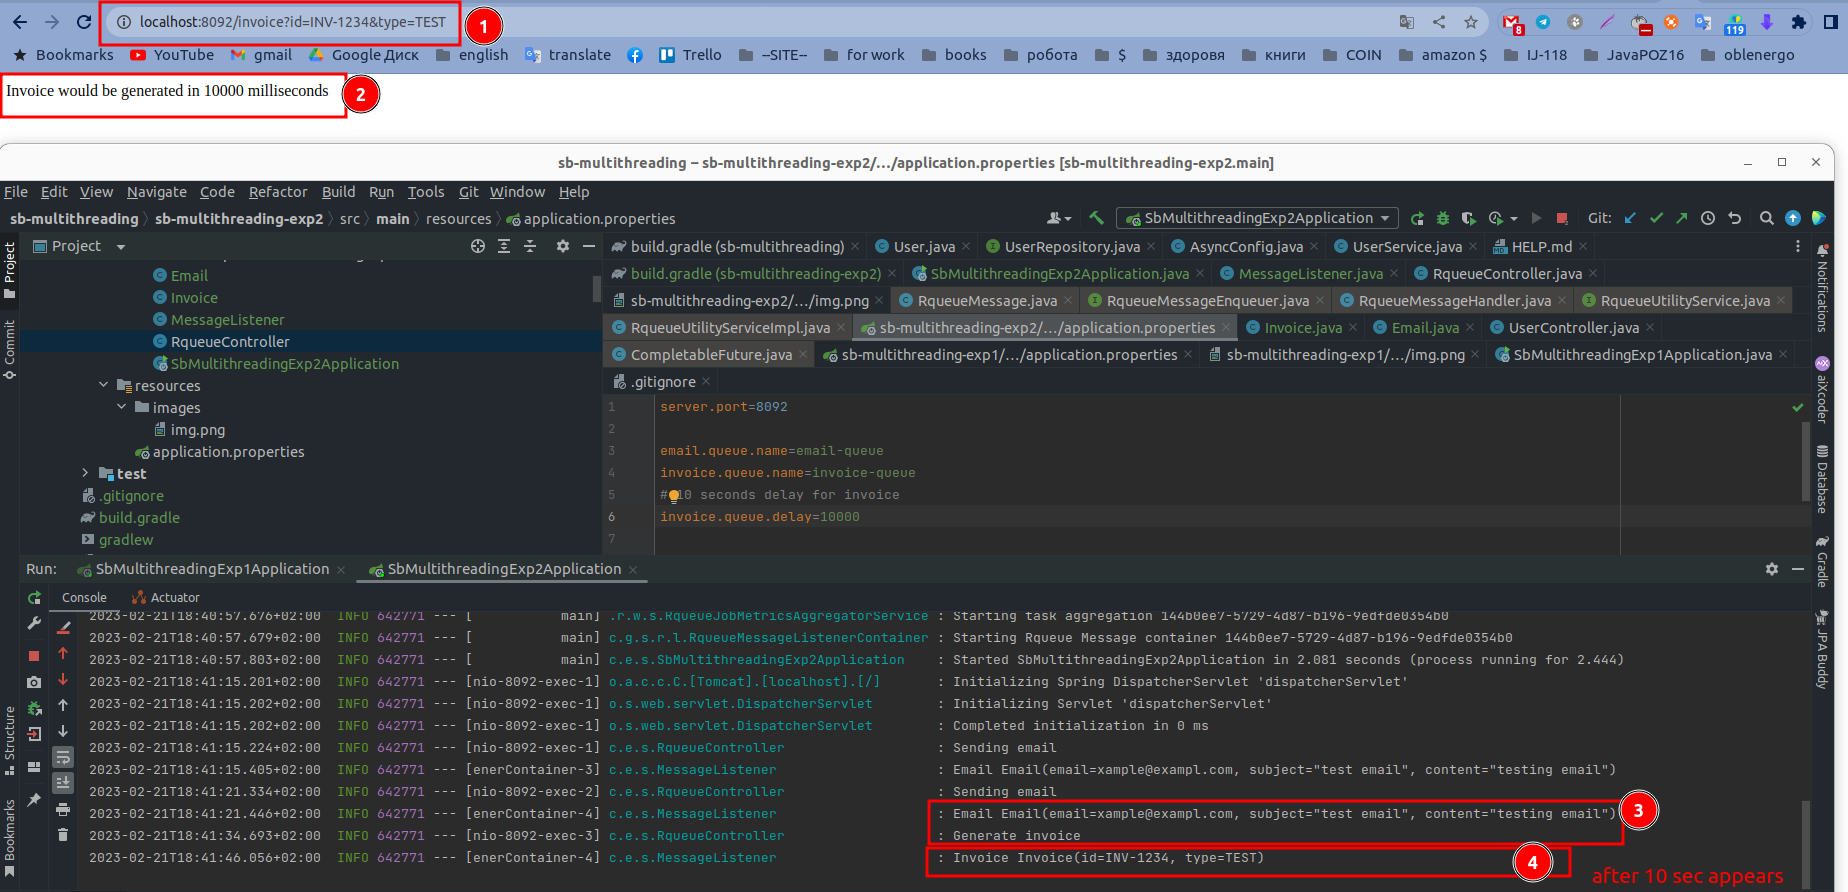 localhost:8092/invoice?id=INV-1234&type=TEST
1
8
119
Bookmarks YouTube gmail Google Диск english translate Trello --SITE-- for work books робота $ здоровя книги COIN amazon $ IJ-118 JavaPOZ16 oblenergo
Invoice would be generated in 10000 milliseconds
2
sb-multithreading – sb-multithreading-exp2/.../application.properties [sb-multithreading-exp2.main]
File Edit View Navigate Code Refactor Build Run Tools Git Window Help
sb-multithreading sb-multithreading-exp2 src main resources application.properties
SbMultithreadingExp2Application Git:
Project
Project
Commit
Structure
Bookmarks
Email
Invoice
MessageListener
RqueueController
SbMultithreadingExp2Application
resources
images
img.png
application.properties
test
.gitignore
build.gradle
gradlew
build.gradle (sb-multithreading) User.java UserRepository.java AsyncConfig.java UserService.java HELP.md
build.gradle (sb-multithreading-exp2) SbMultithreadingExp2Application.java MessageListener.java RqueueController.java
sb-multithreading-exp2/.../img.png RqueueMessage.java RqueueMessageEnqueuer.java RqueueMessageHandler.java RqueueUtilityService.java
RqueueUtilityServiceImpl.java sb-multithreading-exp2/.../application.properties Invoice.java Email.java UserController.java
CompletableFuture.java sb-multithreading-exp1/.../application.properties sb-multithreading-exp1/.../img.png SbMultithreadingExp1Application.java
.gitignore
1 server.port=8092
2
3 email.queue.name=email-queue
4 invoice.queue.name=invoice-queue
5 # 10 seconds delay for invoice
6 invoice.queue.delay=10000
7
Notifications
aiXcoder
Database
Gradle
JPA Buddy
Run: SbMultithreadingExp1Application SbMultithreadingExp2Application
Console Actuator
2023-02-21T18:40:57.676+02:00 INFO 642771 --- [ main] .r.w.s.RqueueJobMetricsAggregatorService : Starting task aggregation 144b0ee7-5729-4d87-b196-9edfde0354b0
2023-02-21T18:40:57.679+02:00 INFO 642771 --- [ main] c.g.s.r.l.RqueueMessageListenerContainer : Starting Rqueue Message container 144b0ee7-5729-4d87-b196-9edfde0354b0
2023-02-21T18:40:57.803+02:00 INFO 642771 --- [ main] c.e.s.SbMultithreadingExp2Application : Started SbMultithreadingExp2Application in 2.081 seconds (process running for 2.444)
2023-02-21T18:41:15.201+02:00 INFO 642771 --- [nio-8092-exec-1] o.a.c.c.C.[Tomcat].[localhost].[/] : Initializing Spring DispatcherServlet 'dispatcherServlet'
2023-02-21T18:41:15.202+02:00 INFO 642771 --- [nio-8092-exec-1] o.s.web.servlet.DispatcherServlet : Initializing Servlet 'dispatcherServlet'
2023-02-21T18:41:15.202+02:00 INFO 642771 --- [nio-8092-exec-1] o.s.web.servlet.DispatcherServlet : Completed initialization in 0 ms
2023-02-21T18:41:15.224+02:00 INFO 642771 --- [nio-8092-exec-1] c.e.s.RqueueController : Sending email
2023-02-21T18:41:15.405+02:00 INFO 642771 --- [enerContainer-3] c.e.s.MessageListener : Email Email(email=xample@exampl.com, subject="test email", content="testing email")
2023-02-21T18:41:21.334+02:00 INFO 642771 --- [nio-8092-exec-2] c.e.s.RqueueController : Sending email
2023-02-21T18:41:21.446+02:00 INFO 642771 --- [enerContainer-4] c.e.s.MessageListener : Email Email(email=xample@exampl.com, subject="test email", content="testing email")
3
2023-02-21T18:41:34.693+02:00 INFO 642771 --- [nio-8092-exec-3] c.e.s.RqueueController : Generate invoice
2023-02-21T18:41:46.056+02:00 INFO 642771 --- [enerContainer-4] c.e.s.MessageListener : Invoice Invoice(id=INV-1234, type=TEST)
4
after 10 sec appears